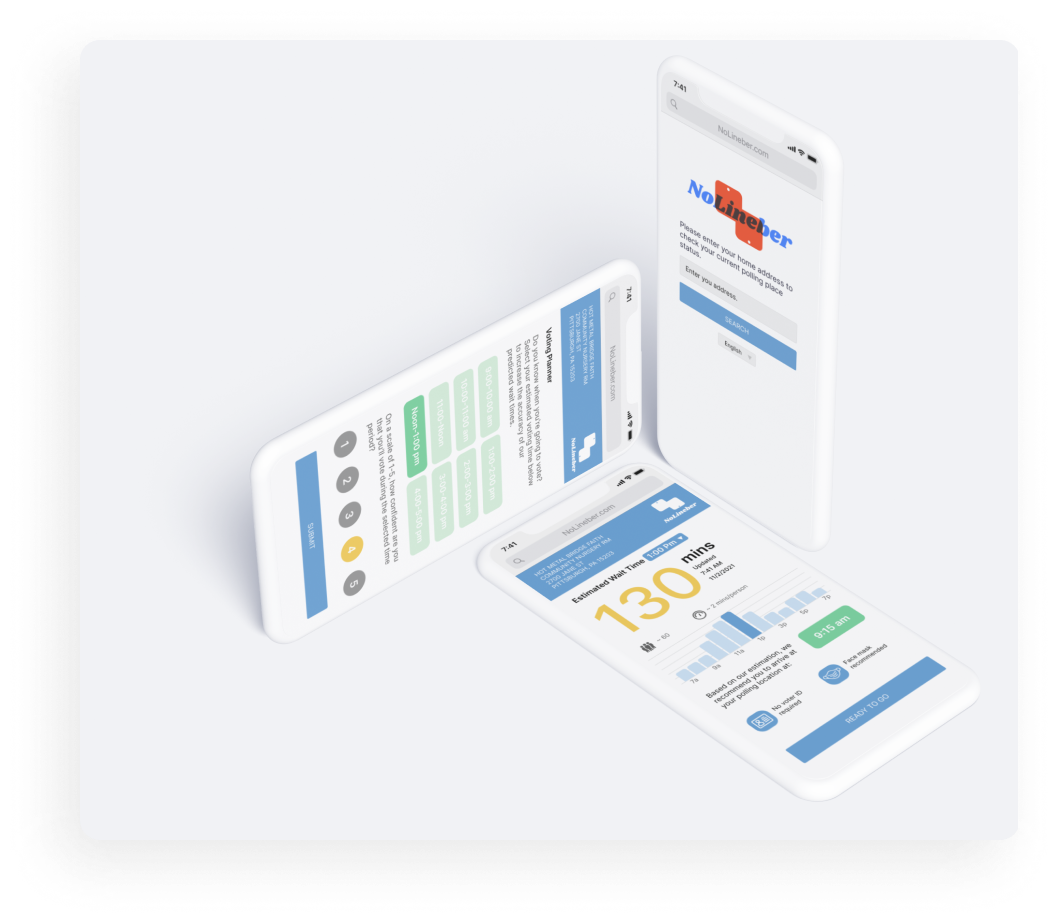 7:41
NoLineber.com
NoLineber
Please enter your home address to
check your current polling place
status.
Enter you address.
SEARCH
English
7:41
NoLineber.com
HOT METAL BRIDGE FAITH
COMMUNITY NURSERY RM
2700 JANE ST
PITTSBURGH, PA 15203
NoLineber
Voting Planner
Do you know when you're going to vote?
Select your estimated voting time below
to increase the accuracy of our
predicted wait times.
9:00-10:00 am
1:00-2:00 pm
10:00-11:00 am
2:00-3:00 pm
11:00-Noon
3:00-4:00 pm
Noon-1:00 pm
4:00-5:00 pm
On a scale of 1-5, how confident are you
that you'll vote during the selected time
period?
1
2
3
4
5
SUBMIT
7:41
NoLineber.com
HOT METAL BRIDGE FAITH
COMMUNITY NURSERY RM
2700 JANE ST
PITTSBURGH, PA 15203
NoLineber
Estimated Wait Time 1:00 Pm
130 mins
Updated
7:41 AM
11/2/2021
~ 60
~ 2 mins/person
7a 9a 11a 1p 3p 5p 7p
Based on our estimation, we
recommend you to arrive at
your polling location at:
9:15 am
No voter ID
required
Face mask
recommended
READY TO GO